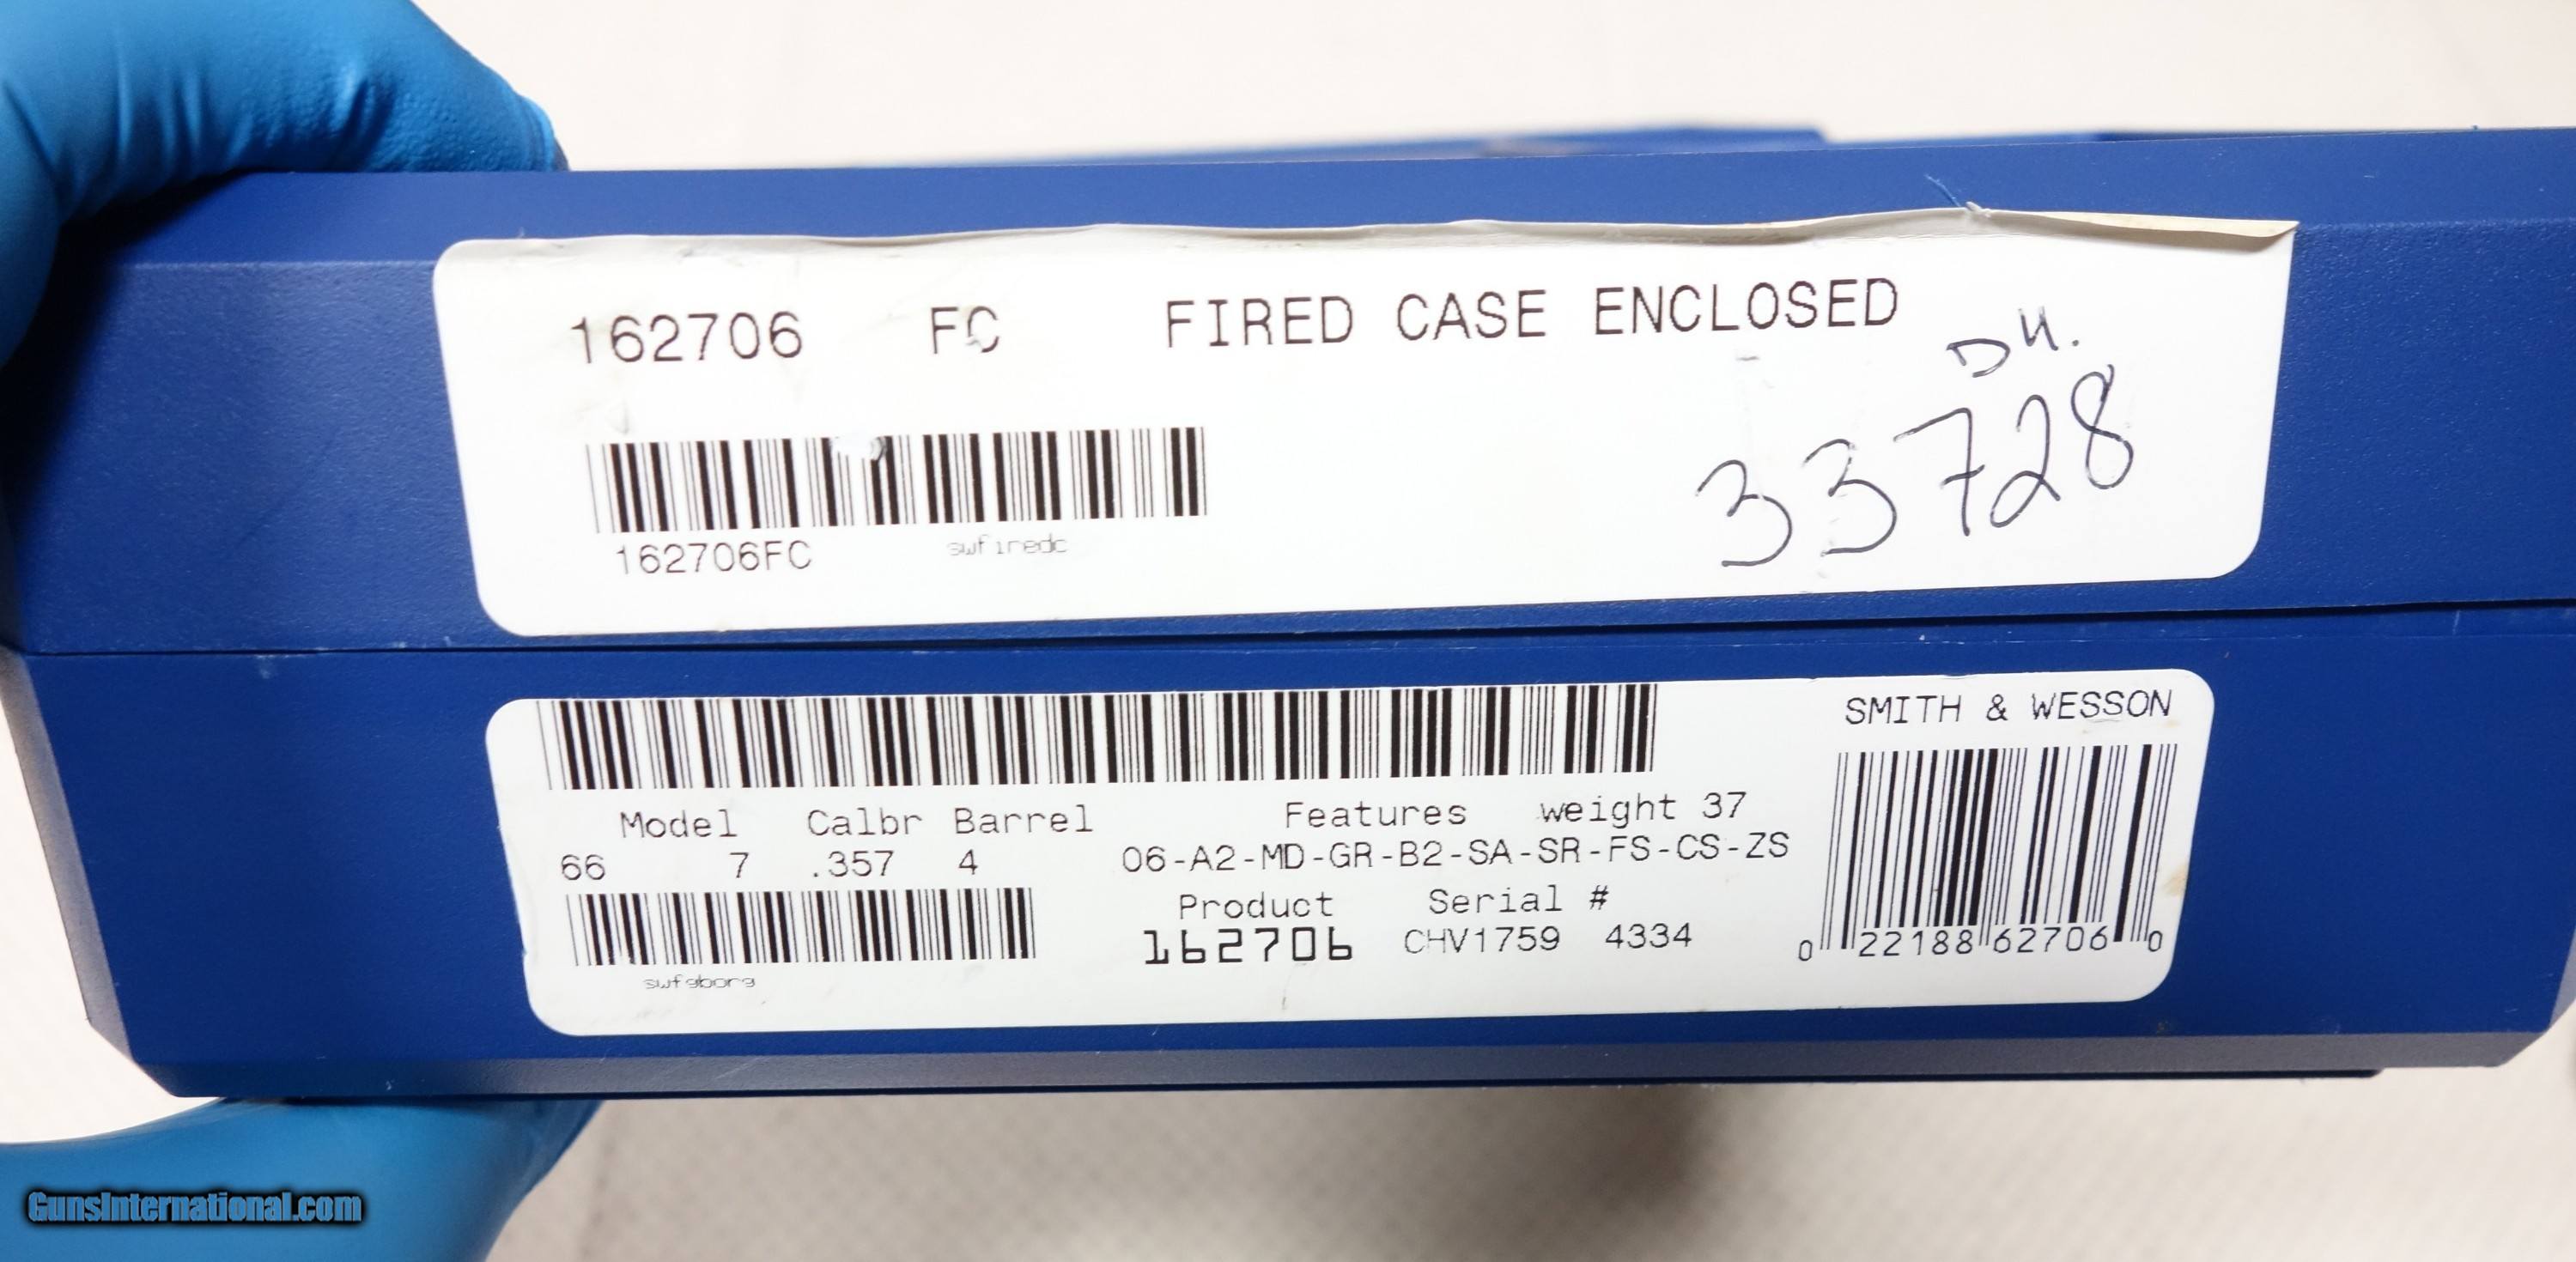 162706 FC FIRED CASE ENCLOSED
DH.
33728
162706FC swfiredc
SMITH & WESSON
Model Calbr Barrel Features weight 37
66 7 .357 4 06-A2-MD-GR-B2-SA-SR-FS-CS-ZS
Product Serial #
162706 CHV1759 4334
0 22188 62706 0
swfgborg
GunsInternational.com